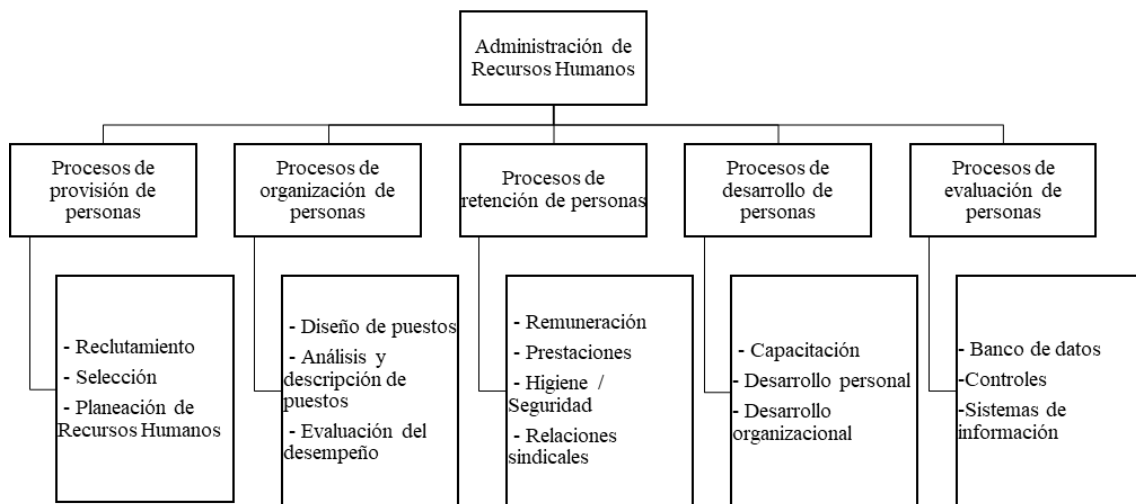 Administración de
Recursos Humanos
Procesos de
provisión de
personas
Procesos de
organización de
personas
Procesos de
retención de personas
Procesos de
desarrollo de
personas
Procesos de
evaluación de
personas
- Reclutamiento
- Selección
- Planeación de
Recursos Humanos
- Diseño de puestos
- Análisis y
descripción de
puestos
- Evaluación del
desempeño
- Remuneración
- Prestaciones
- Higiene /
Seguridad
- Relaciones
sindicales
- Capacitación
- Desarrollo personal
- Desarrollo
organizacional
- Banco de datos
-Controles
-Sistemas de
información